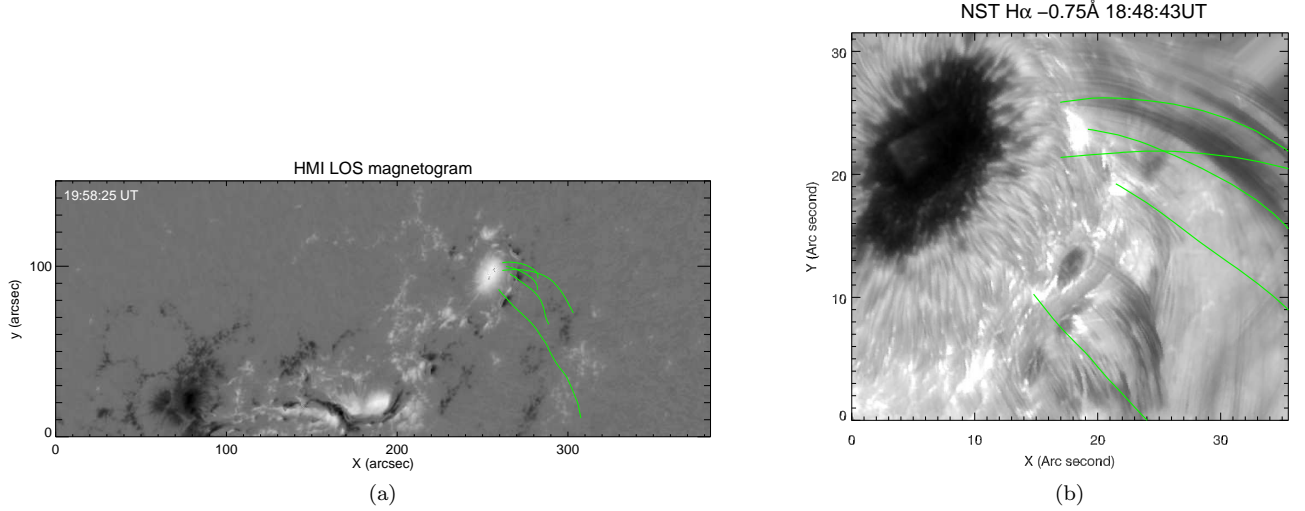 HMI LOS magnetogram
19:58:25 UT
y (arcsec)
100
0
0 100 200 300
X (arcsec)
(a)
NST Hα −0.75Å 18:48:43UT
Y (Arc second)
30
20
10
0
0 10 20 30
X (Arc second)
(b)